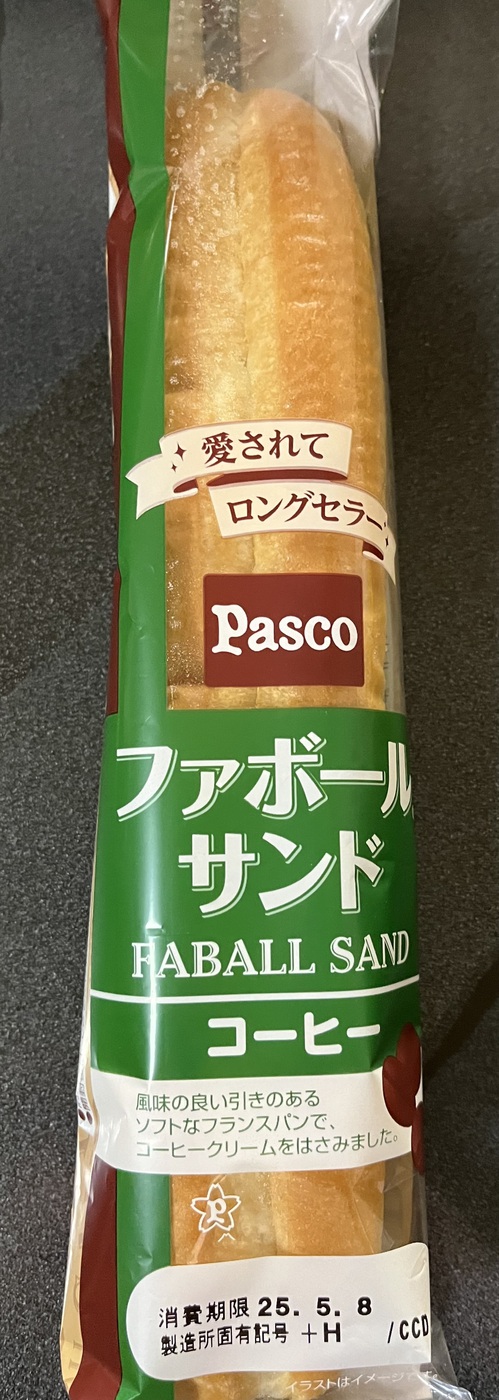 愛されて
ロングセラー
Pasco
ファボール
サンド
FABALL SAND
コーヒー
風味の良い引きのある
ソフトなフランスパンで、
コーヒークリームをはさみました。
P
消費期限 25. 5. 8
製造所固有記号 +H /CCD
イラストはイメージ